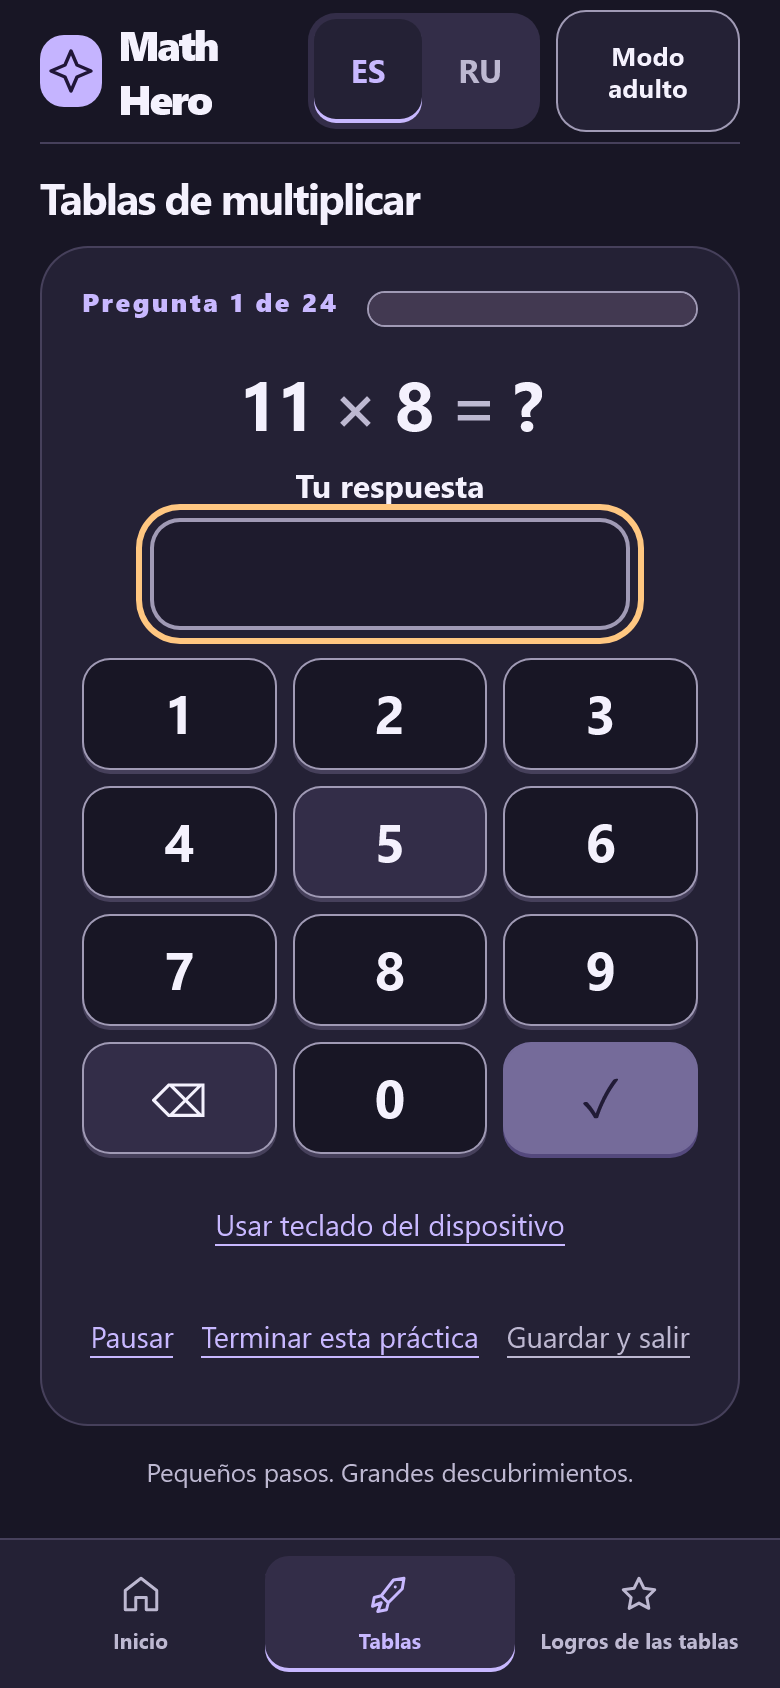 Math
Hero
ES
RU
Modo
adulto
Tablas de multiplicar
Pregunta 1 de 24
11 × 8 = ?
Tu respuesta
1
2
3
4
5
6
7
8
9
⌫
0
✓
Usar teclado del dispositivo
Pausar
Terminar esta práctica
Guardar y salir
Pequeños pasos. Grandes descubrimientos.
Inicio
Tablas
Logros de las tablas